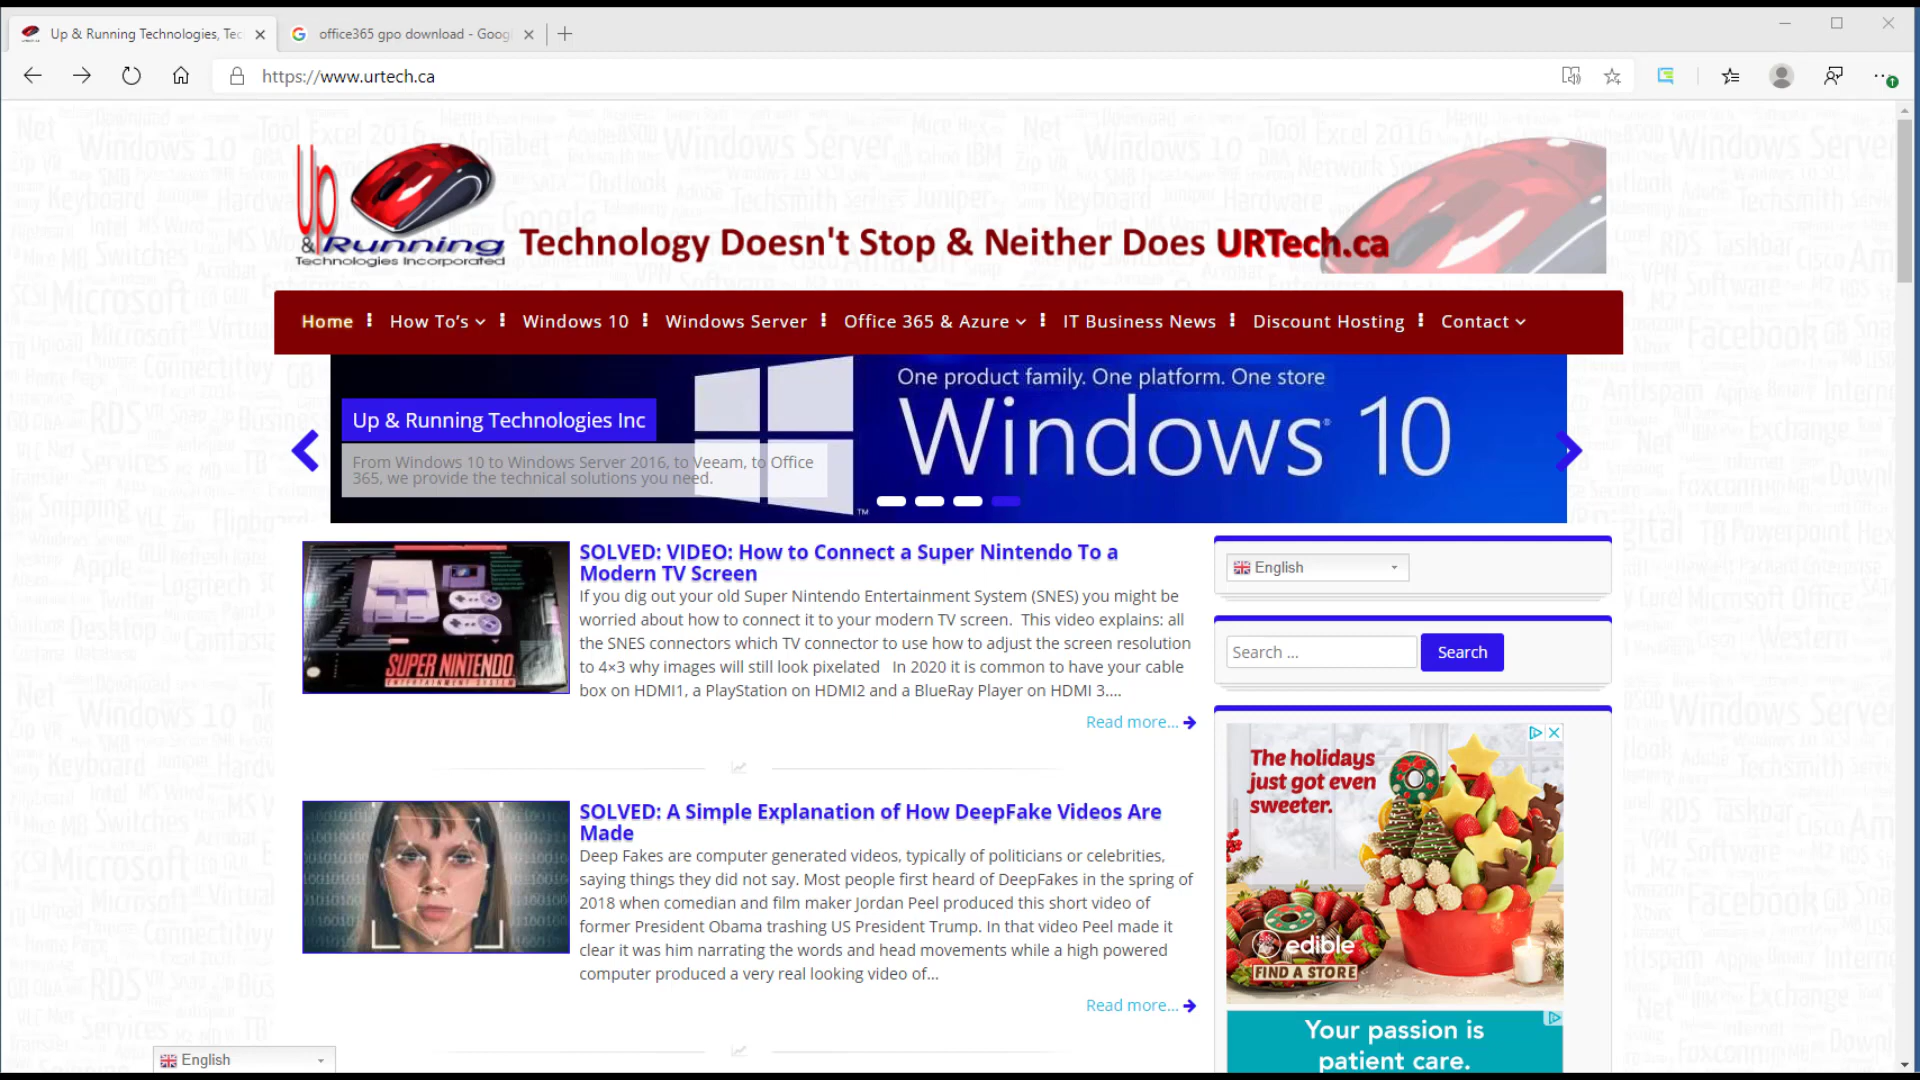 Up & Running Technologies, Tec
office365 gpo download - Goog
https://www.urtech.ca
Up
& Running
Technologies Incorporated
Technology Doesn't Stop & Neither Does URTech.ca
Home
How To's
Windows 10
Windows Server
Office 365 & Azure
IT Business News
Discount Hosting
Contact
One product family. One platform. One store
Windows 10
Up & Running Technologies Inc
From Windows 10 to Windows Server 2016, to Veeam, to Office
365, we provide the technical solutions you need.
TM
SOLVED: VIDEO: How to Connect a Super Nintendo To a
Modern TV Screen
If you dig out your old Super Nintendo Entertainment System (SNES) you might be
worried about how to connect it to your modern TV screen. This video explains: all
the SNES connectors which TV connector to use how to adjust the screen resolution
to 4×3 why images will still look pixelated In 2020 it is common to have your cable
box on HDMI1, a PlayStation on HDMI2 and a BlueRay Player on HDMI 3....
Read more...
SUPER NINTENDO
ENTERTAINMENT SYSTEM
English
Search ...
Search
SOLVED: A Simple Explanation of How DeepFake Videos Are
Made
Deep Fakes are computer generated videos, typically of politicians or celebrities,
saying things they did not say. Most people first heard of DeepFakes in the spring of
2018 when comedian and film maker Jordan Peel produced this short video of
former President Obama trashing US President Trump. In that video Peel made it
clear it was him narrating the words and head movements while a high powered
computer produced a very real looking video of...
Read more...
The holidays
just got even
sweeter.
edible
FIND A STORE
Your passion is
patient care.
English